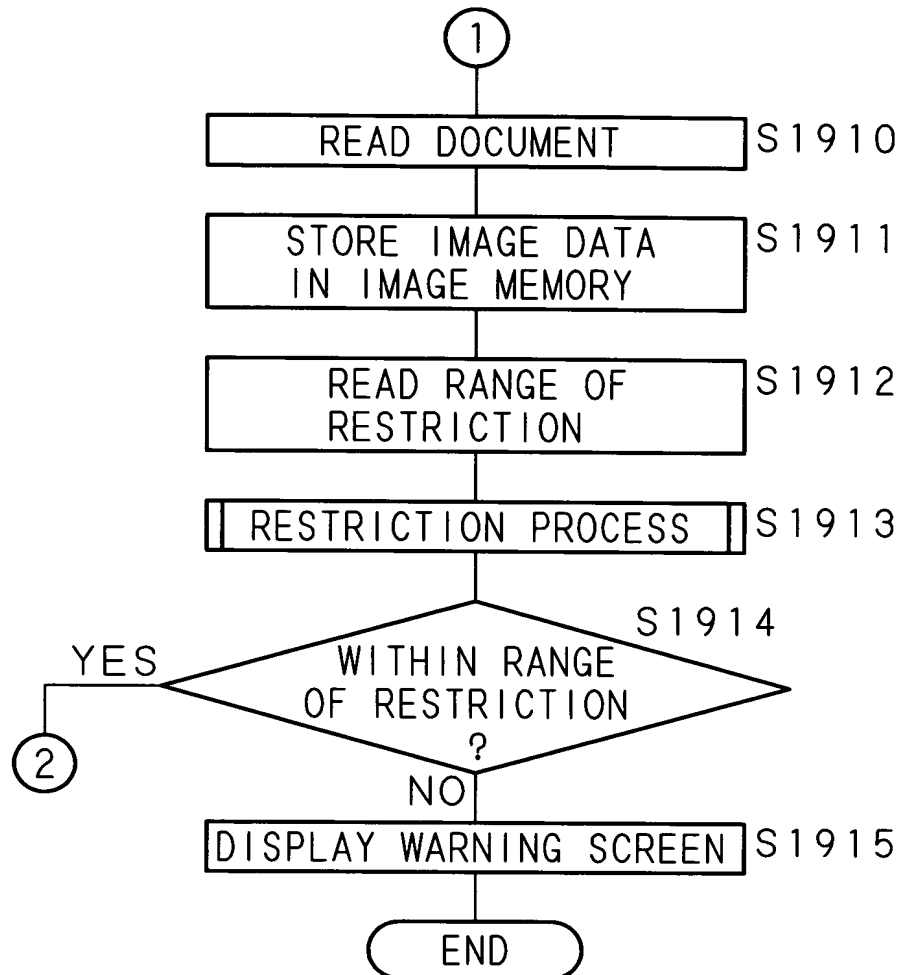 1
READ DOCUMENT
S1910
STORE IMAGE DATA
IN IMAGE MEMORY
S1911
READ RANGE OF
RESTRICTION
S1912
RESTRICTION PROCESS
S1913
S1914
WITHIN RANGE
OF RESTRICTION
?
YES
2
NO
DISPLAY WARNING SCREEN
S1915
END